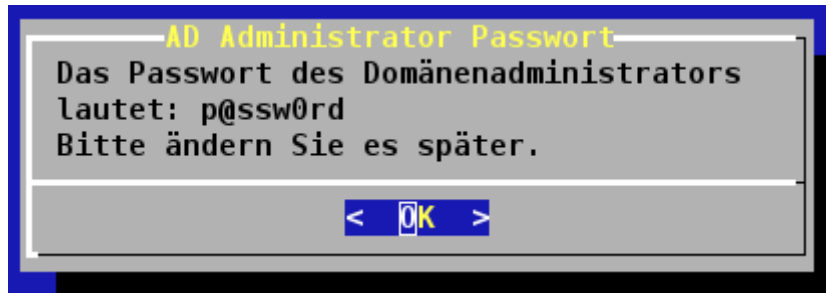 AD Administrator Passwort
Das Passwort des Domänenadministrators
lautet: p@ssw0rd
Bitte ändern Sie es später.
< OK >